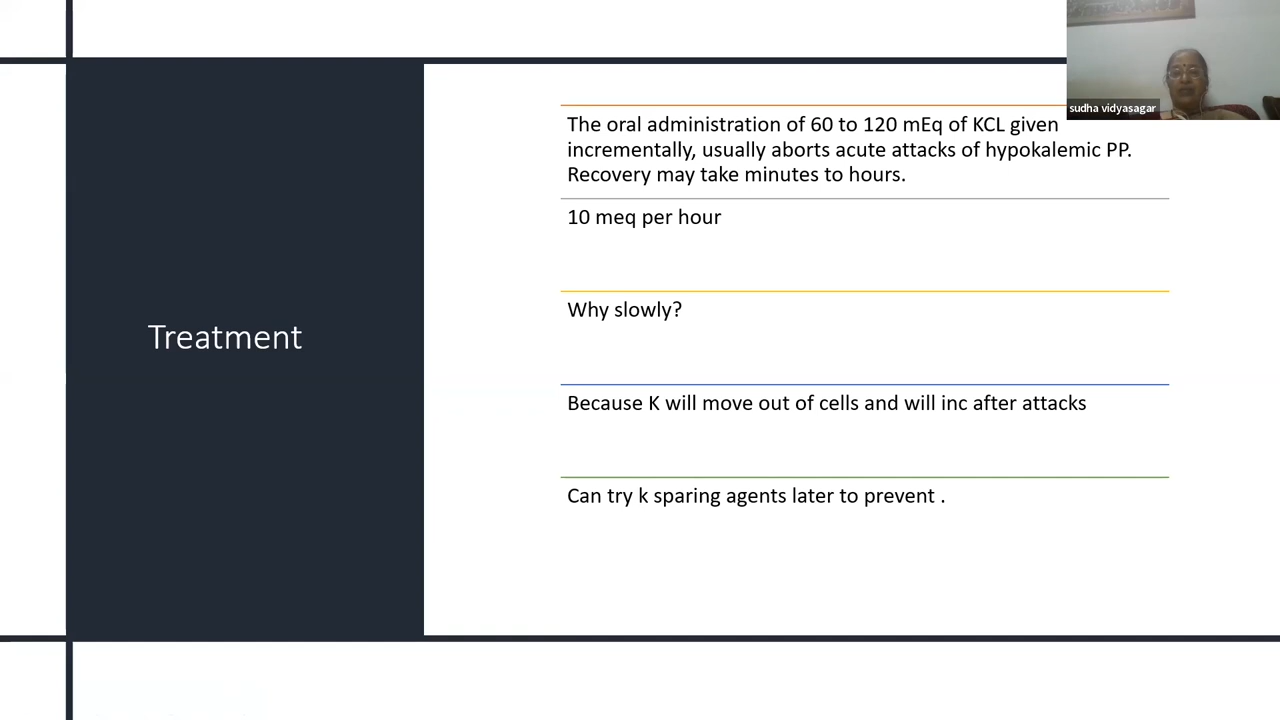 sudha vidyasagar
The oral administration of 60 to 120 mEq of KCL given
incrementally, usually aborts acute attacks of hypokalemic PP.
Recovery may take minutes to hours.
10 meq per hour
Why slowly?
Treatment
Because K will move out of cells and will inc after attacks
Can try k sparing agents later to prevent .